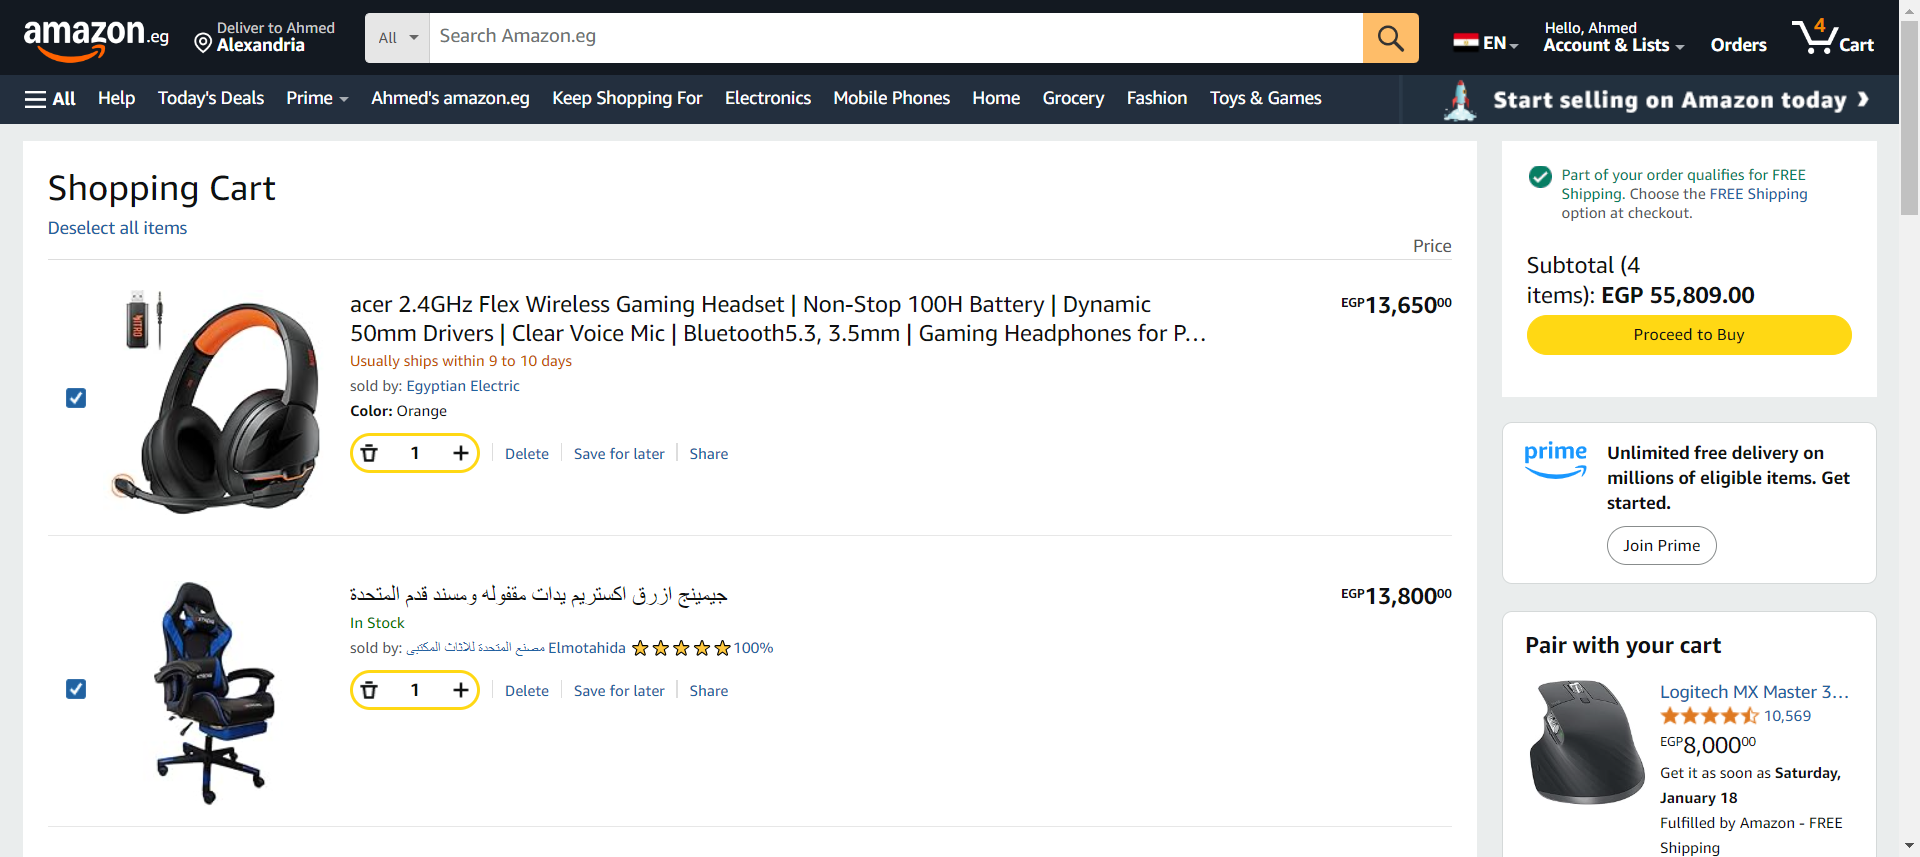 amazon.eg
Deliver to Ahmed
Alexandria
All
Search Amazon.eg
EN
Hello, Ahmed
Account & Lists
Orders
4
Cart
All
Help
Today's Deals
Prime
Ahmed's amazon.eg
Keep Shopping For
Electronics
Mobile Phones
Home
Grocery
Fashion
Toys & Games
Start selling on Amazon today ❯
Shopping Cart
Deselect all items
Price
acer 2.4GHz Flex Wireless Gaming Headset | Non-Stop 100H Battery | Dynamic
50mm Drivers | Clear Voice Mic | Bluetooth5.3, 3.5mm | Gaming Headphones for P…
EGP13,65000
Usually ships within 9 to 10 days
sold by: Egyptian Electric
Color: Orange
1
Delete
Save for later
Share
NITRO
جيمينج ازرق اكستريم يدات مقفوله ومسند قدم المتحدة
EGP13,80000
In Stock
sold by: مصنع المتحدة للاثاث المكتبى Elmotahida 100%
1
Delete
Save for later
Share
Part of your order qualifies for FREE
Shipping. Choose the FREE Shipping
option at checkout.
Subtotal (4
items): EGP 55,809.00
Proceed to Buy
prime
Unlimited free delivery on
millions of eligible items. Get
started.
Join Prime
Pair with your cart
Logitech MX Master 3…
10,569
EGP8,00000
Get it as soon as Saturday,
January 18
Fulfilled by Amazon - FREE
Shipping